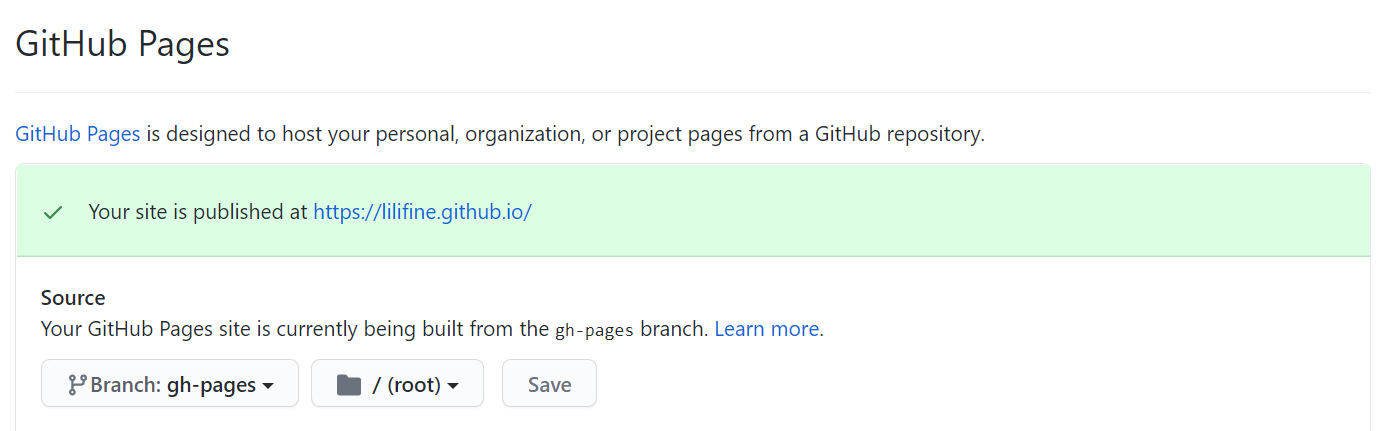 GitHub Pages
GitHub Pages is designed to host your personal, organization, or project pages from a GitHub repository.
Your site is published at https://lilifine.github.io/
Source
Your GitHub Pages site is currently being built from the gh-pages branch. Learn more.
Branch: gh-pages / (root) Save